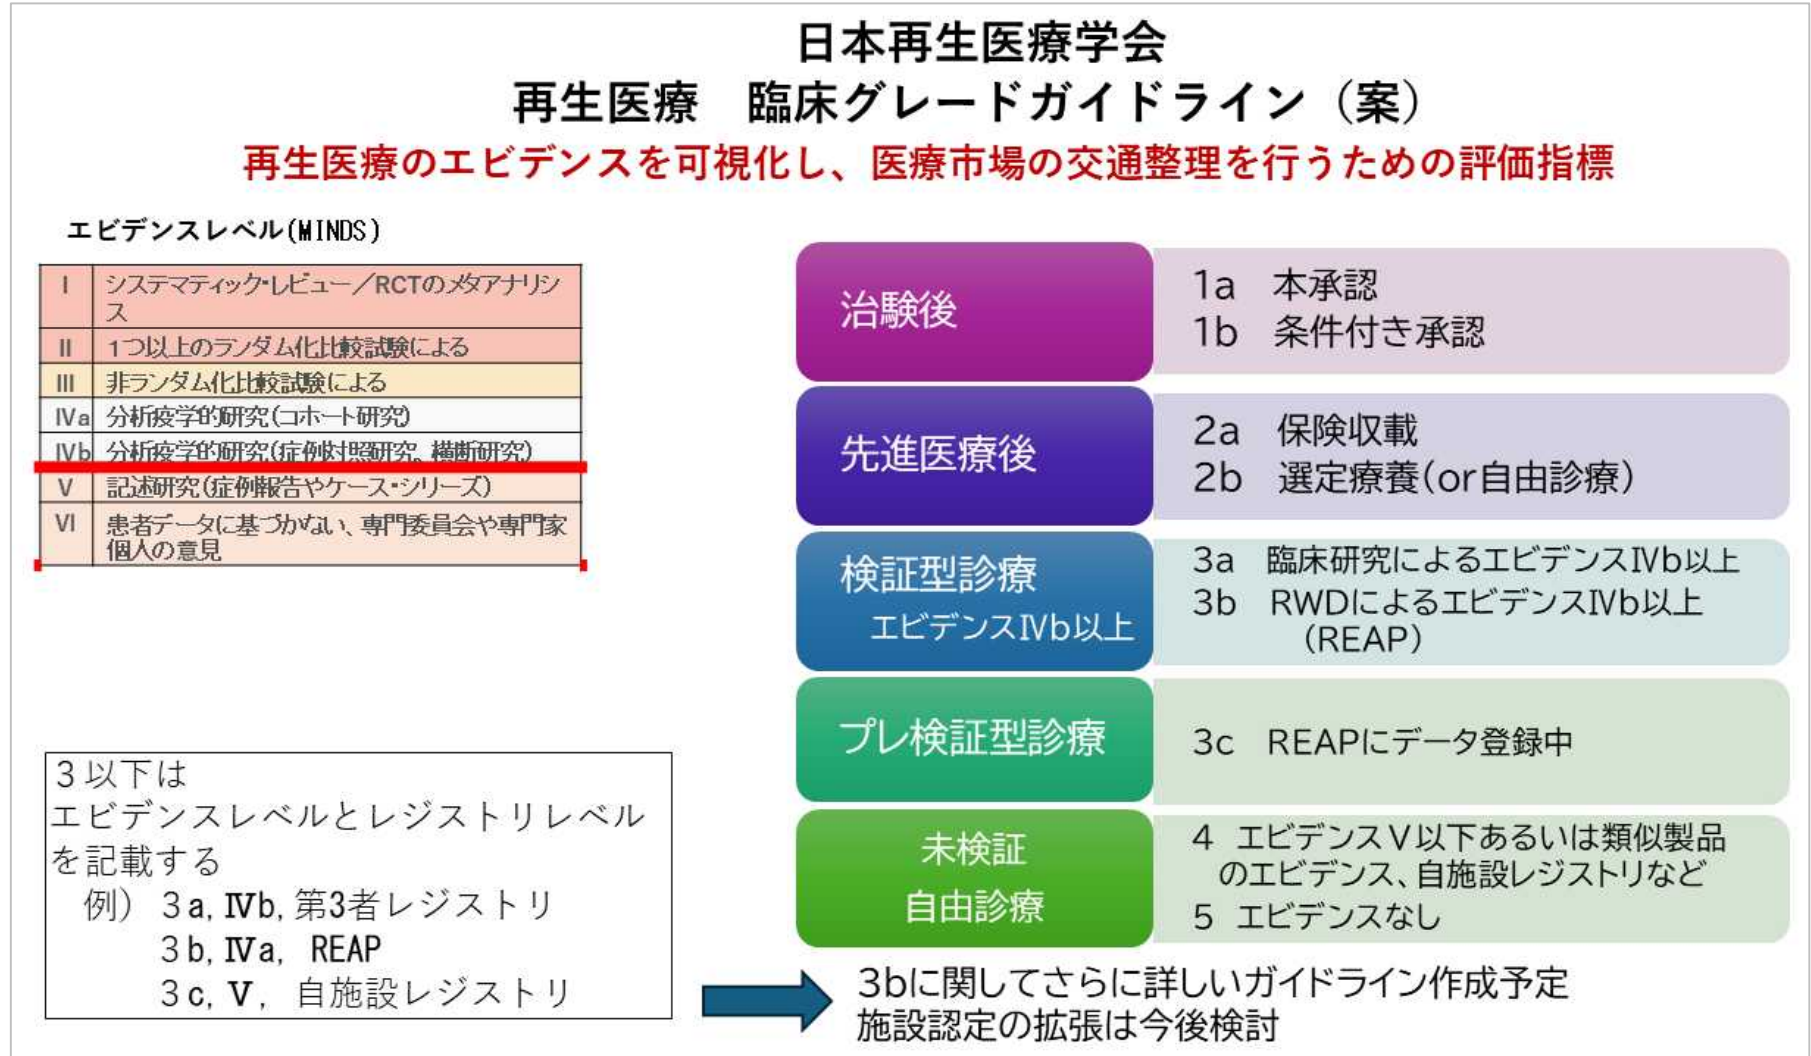 日本再生医療学会
再生医療　臨床グレードガイドライン（案）
再生医療のエビデンスを可視化し、医療市場の交通整理を行うための評価指標
エビデンスレベル(MINDS)
I システマティック・レビュー／RCTのメタアナリシ
ス
II 1つ以上のランダム化比較試験による
III 非ランダム化比較試験による
IVa 分析疫学的研究(コホート研究)
IVb 分析疫学的研究(症例対照研究、横断研究)
V 記述研究(症例報告やケース・シリーズ)
VI 患者データに基づかない、専門委員会や専門家
個人の意見
3以下は
エビデンスレベルとレジストリレベル
を記載する
例） 3a, Ⅳb, 第3者レジストリ
3b, Ⅳa, REAP
3c, Ⅴ, 自施設レジストリ
治験後
1a 本承認
1b 条件付き承認
先進医療後
2a 保険収載
2b 選定療養(or自由診療)
検証型診療
エビデンスⅣb以上
3a 臨床研究によるエビデンスⅣb以上
3b RWDによるエビデンスⅣb以上
(REAP)
プレ検証型診療
3c REAPにデータ登録中
未検証
自由診療
4 エビデンスⅤ以下あるいは類似製品
のエビデンス、自施設レジストリなど
5 エビデンスなし
3bに関してさらに詳しいガイドライン作成予定
施設認定の拡張は今後検討